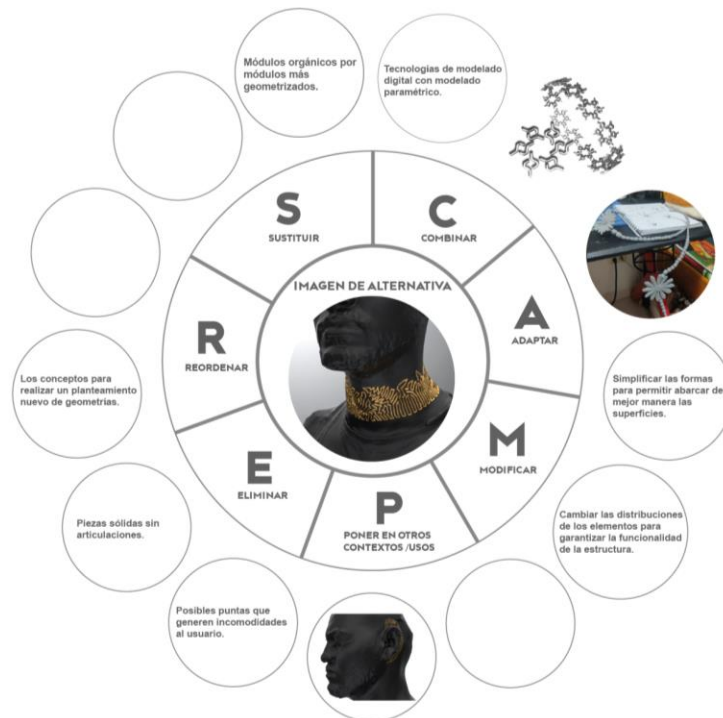 Módulos orgánicos por
módulos más
geometrizados.
Tecnologías de modelado
digital con modelado
paramétrico.
S
SUSTITUIR
C
COMBINAR
IMAGEN DE ALTERNATIVA
R
REORDENAR
A
ADAPTAR
Los conceptos para
realizar un planteamiento
nuevo de geometrías.
Simplificar las formas
para permitir abarcar de
mejor manera las
superficies.
E
ELIMINAR
M
MODIFICAR
P
PONER EN OTROS
CONTEXTOS /USOS
Piezas sólidas sin
articulaciones.
Cambiar las distribuciones
de los elementos para
garantizar la funcionalidad
de la estructura.
Posibles puntas que
generen incomodidades
al usuario.